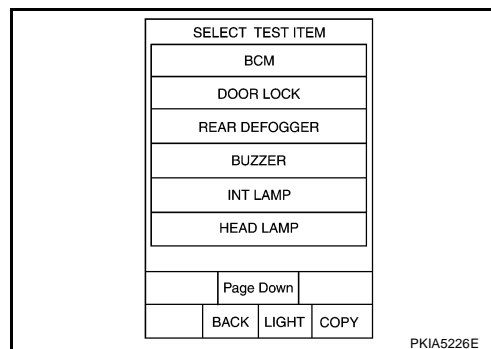 SELECT TEST ITEM
BCM
DOOR LOCK
REAR DEFOGGER
BUZZER
INT LAMP
HEAD LAMP
Page Down
BACK LIGHT COPY
PKIA5226E